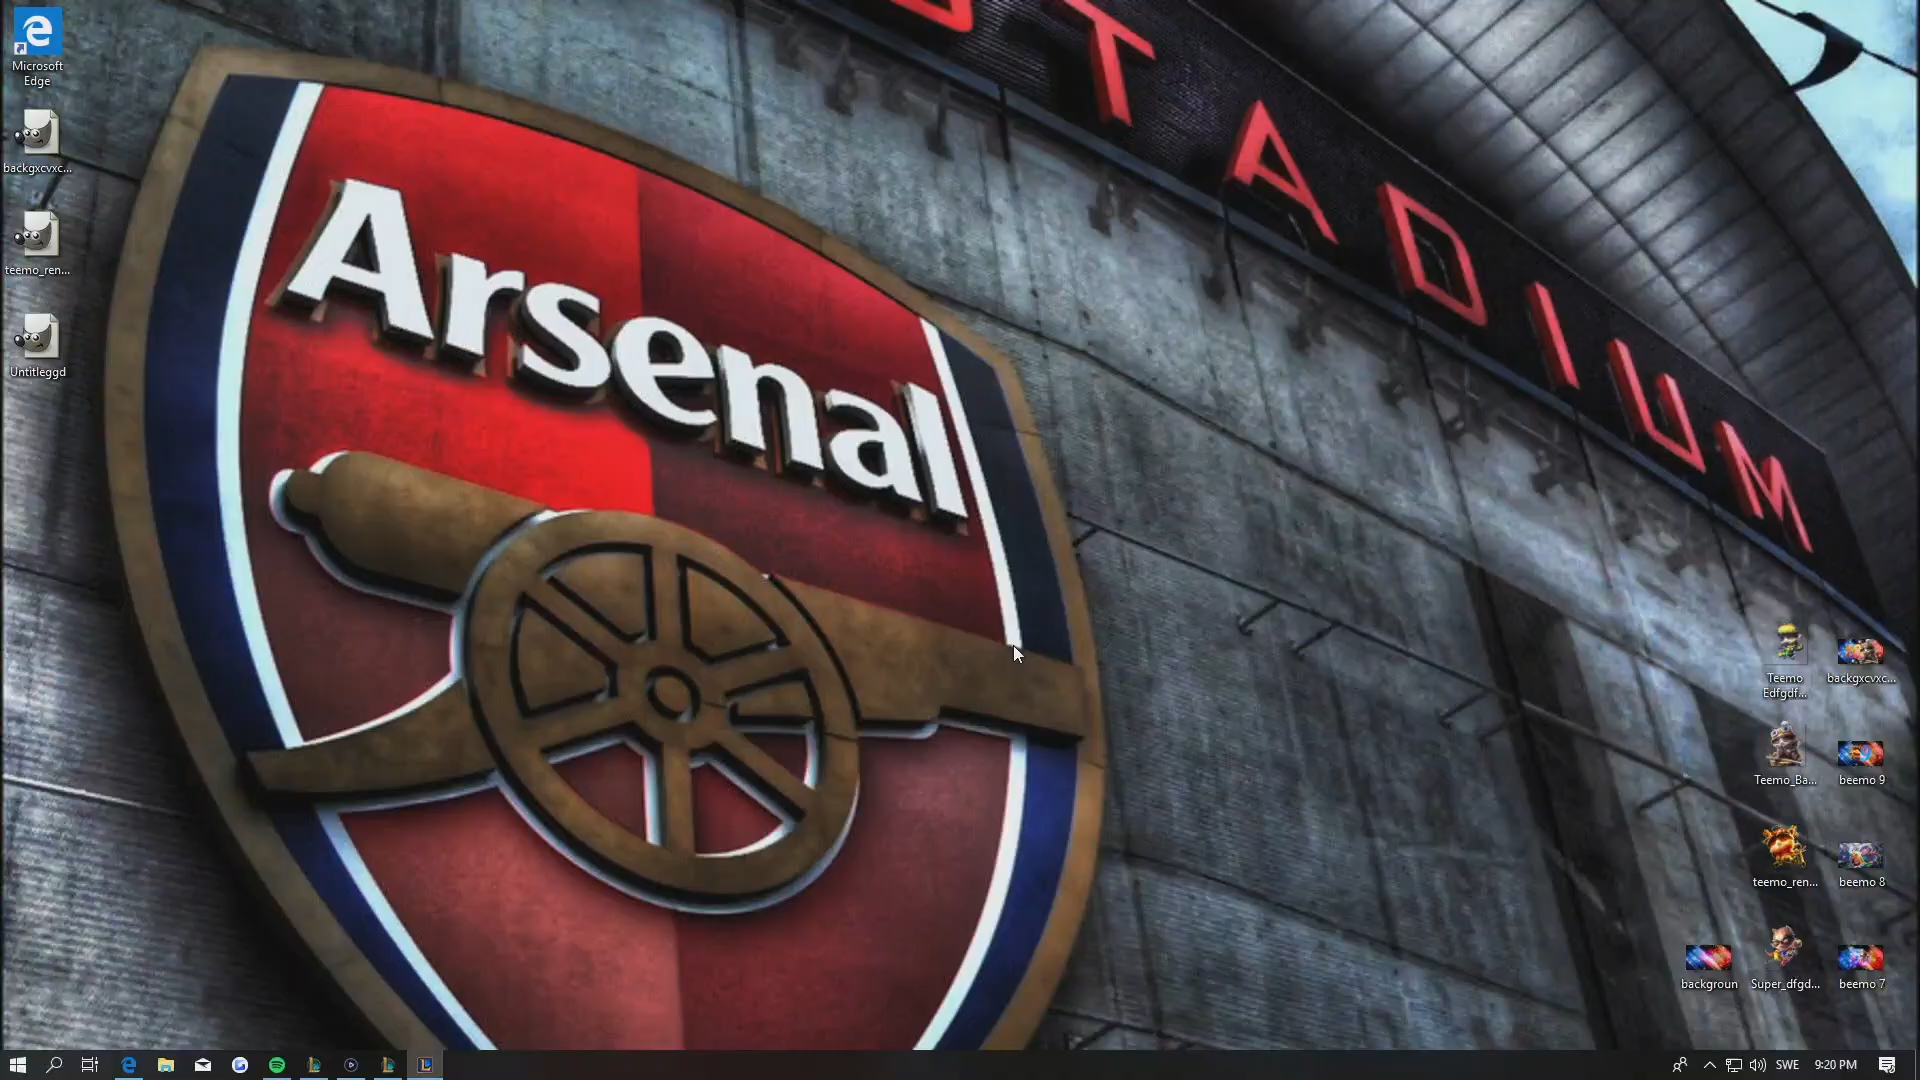 Microsoft
Edge
backgxcvxc...
teemo_ren...
Untitleggd
Arsenal
STADIUM
Teemo
Edfgdf...
backgxcvxc...
Teemo_Ba...
beemo 9
teemo_ren...
beemo 8
backgroun
Super_dfgd...
beemo 7
SWE
9:20 PM